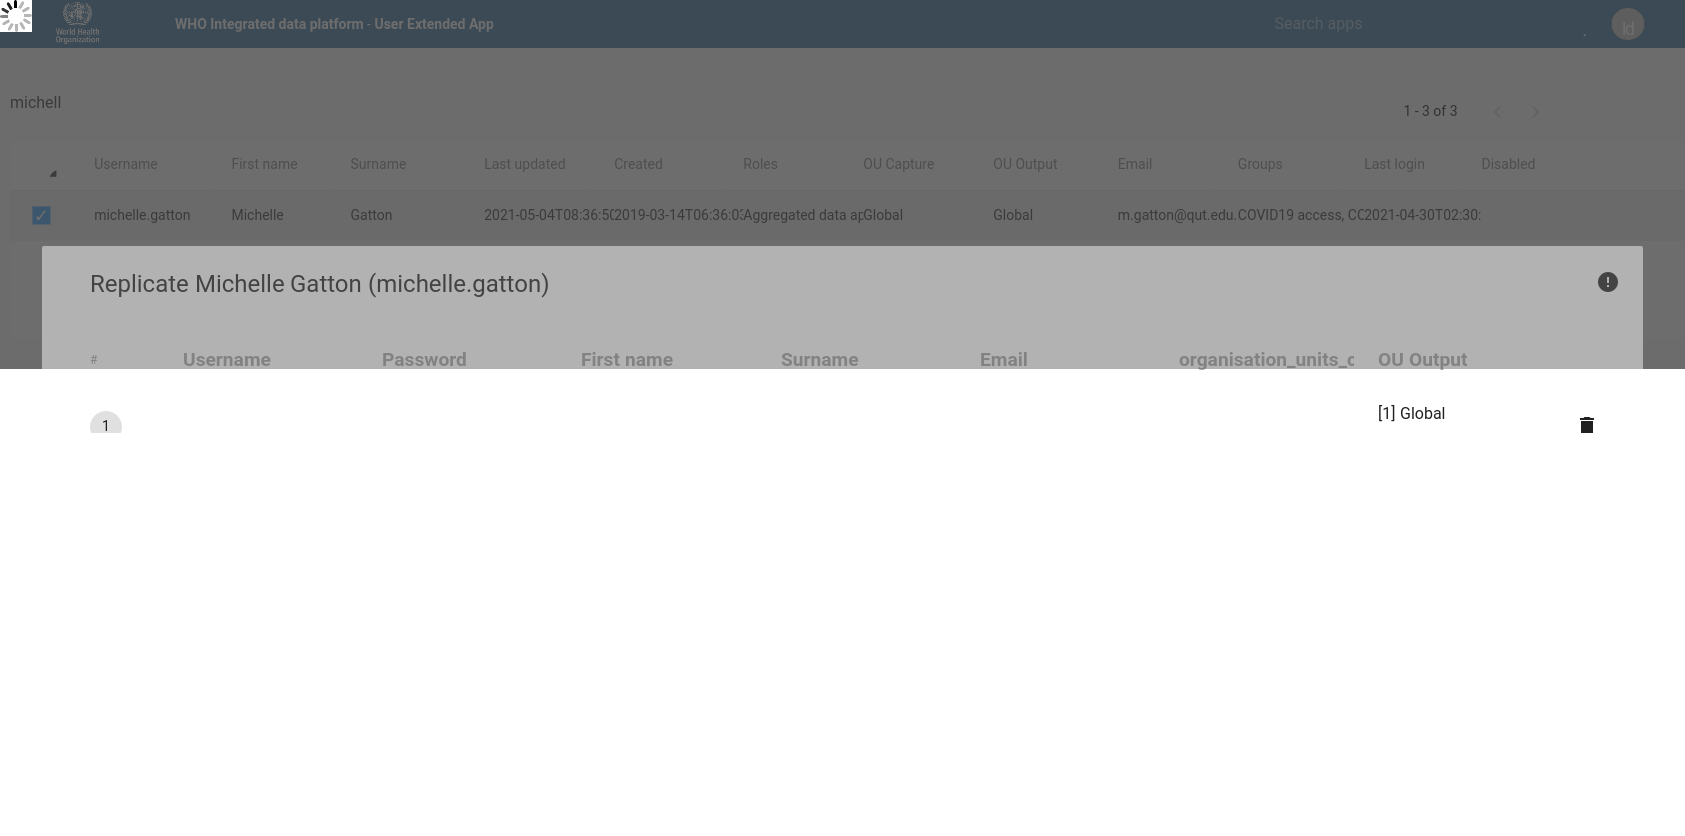 World Health
Organization
WHO Integrated data platform - User Extended App
Search apps
Id
michell
1 - 3 of 3
Username First name Surname Last updated Created Roles OU Capture OU Output Email Groups Last login Disabled
michelle.gatton Michelle Gatton 2021-05-04T08:36:50 2019-03-14T06:36:03 Aggregated data ap Global Global m.gatton@qut.edu. COVID19 access, CO 2021-04-30T02:30:
Replicate Michelle Gatton (michelle.gatton)
# Username Password First name Surname Email organisation_units_c OU Output
1 [1] Global